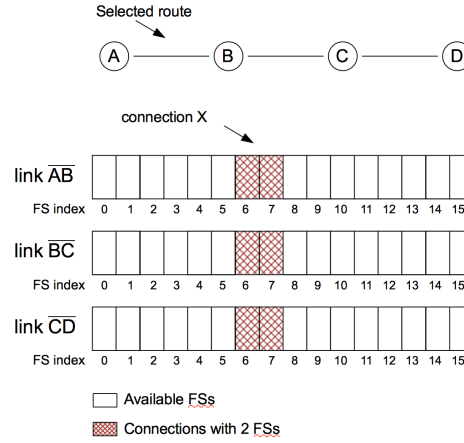 Selected route
A B C D
connection X
link AB
FS index 0 1 2 3 4 5 6 7 8 9 10 11 12 13 14 15
link BC
FS index 0 1 2 3 4 5 6 7 8 9 10 11 12 13 14 15
link CD
FS index 0 1 2 3 4 5 6 7 8 9 10 11 12 13 14 15
Available FSs
Connections with 2 FSs